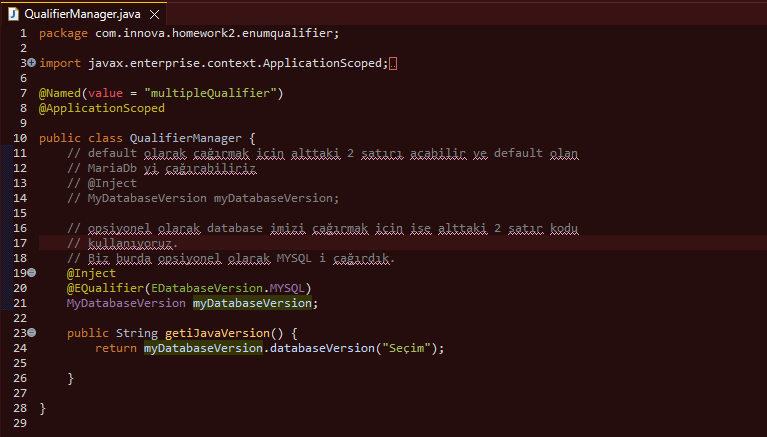 QualifierManager.java
1 package com.innova.homework2.enumqualifier;
2
3 import javax.enterprise.context.ApplicationScoped;
6
7 @Named(value = "multipleQualifier")
8 @ApplicationScoped
9
10 public class QualifierManager {
11 // default olarak çağırmak için alttaki 2 satırı açabilir ve default olan
12 // MariaDb yi çağırabiliriz
13 // @Inject
14 // MyDatabaseVersion myDatabaseVersion;
15
16 // opsiyonel olarak database imizi çağırmak için ise alttaki 2 satır kodu
17 // kullanıyoruz.
18 // Biz burda opsiyonel olarak MYSQL i çağırdık.
19 @Inject
20 @EQualifier(EDatabaseVersion.MYSQL)
21 MyDatabaseVersion myDatabaseVersion;
22
23 public String getiJavaVersion() {
24 return myDatabaseVersion.databaseVersion("Seçim");
25
26 }
27
28 }
29